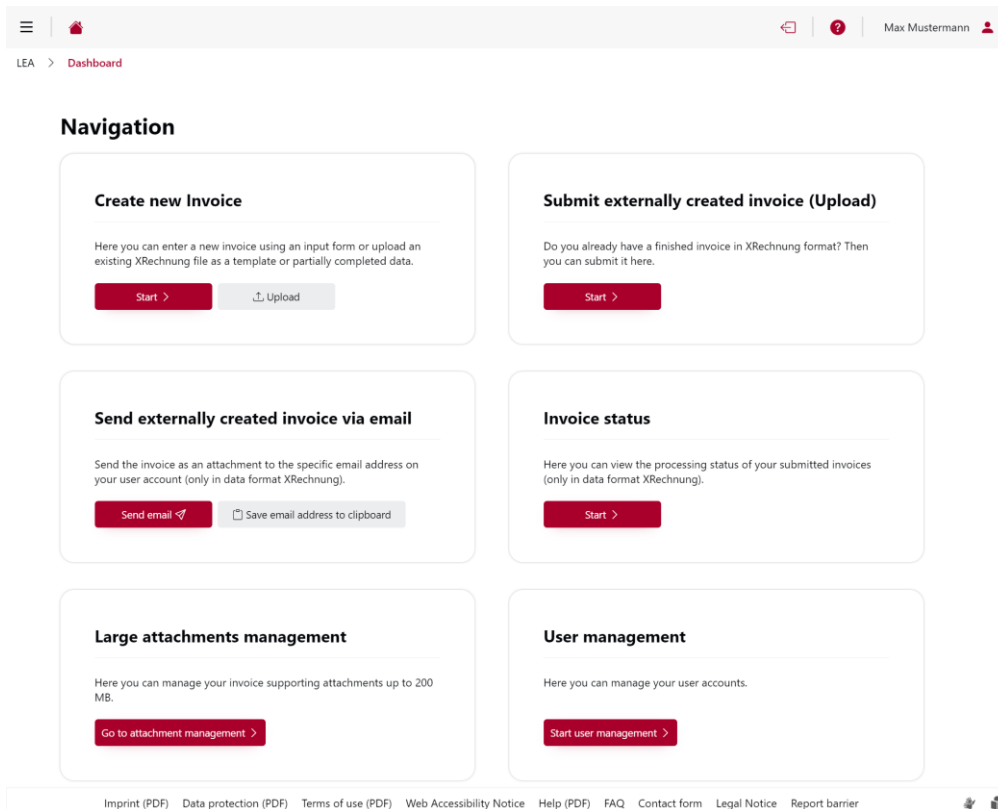 Max Mustermann
LEA > Dashboard
Navigation
Create new Invoice
Here you can enter a new invoice using an input form or upload an
existing XRechnung file as a template or partially completed data.
Start >
Upload
Submit externally created invoice (Upload)
Do you already have a finished invoice in XRechnung format? Then
you can submit it here.
Start >
Send externally created invoice via email
Send the invoice as an attachment to the specific email address on
your user account (only in data format XRechnung).
Send email
Save email address to clipboard
Invoice status
Here you can view the processing status of your submitted invoices
(only in data format XRechnung).
Start >
Large attachments management
Here you can manage your invoice supporting attachments up to 200
MB.
Go to attachment management >
User management
Here you can manage your user accounts.
Start user management >
Imprint (PDF) Data protection (PDF) Terms of use (PDF) Web Accessibility Notice Help (PDF) FAQ Contact form Legal Notice Report barrier